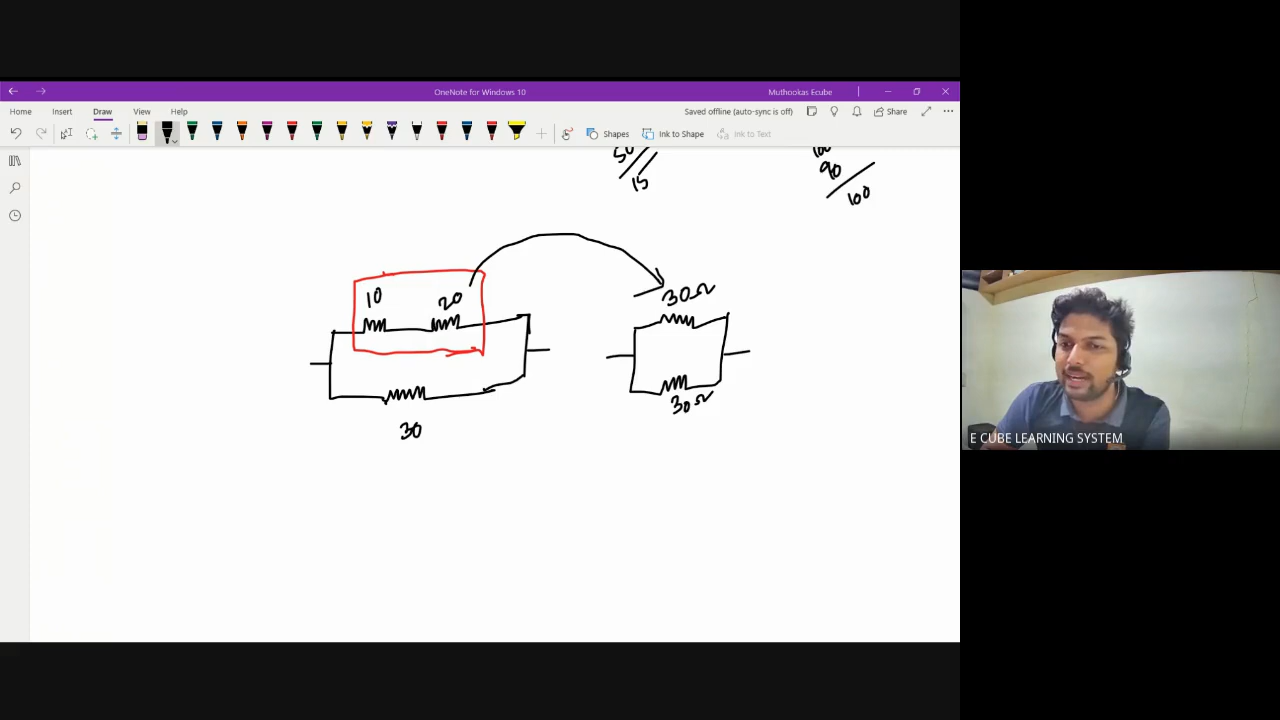 OneNote for Windows 10
Muthookas Ecube
Home Insert Draw View Help
Saved offline (auto-sync is off)
Share
Shapes
Ink to Shape
Ink to Text
50
15
90
100
10 20
30
30Ω
30Ω
E CUBE LEARNING SYSTEM